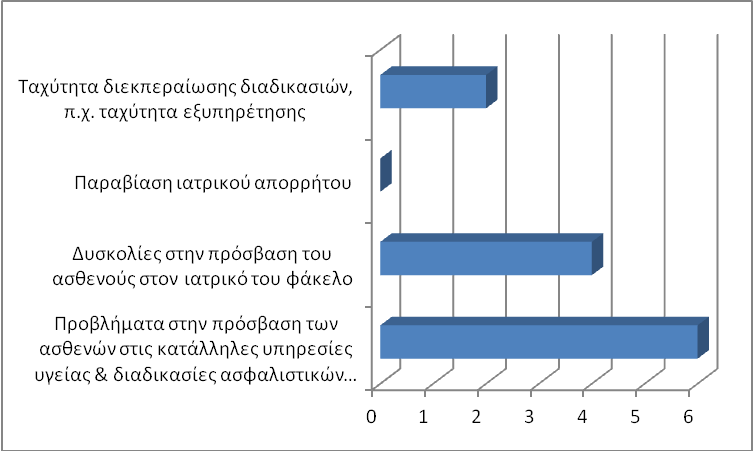 Ταχύτητα διεκπεραίωσης διαδικασιών,
π.χ. ταχύτητα εξυπηρέτησης
Παραβίαση ιατρικού απορρήτου
Δυσκολίες στην πρόσβαση του
ασθενούς στον ιατρικό του φάκελο
Προβλήματα στην πρόσβαση των
ασθενών στις κατάλληλες υπηρεσίες
υγείας & διαδικασίες ασφαλιστικών...
0 1 2 3 4 5 6